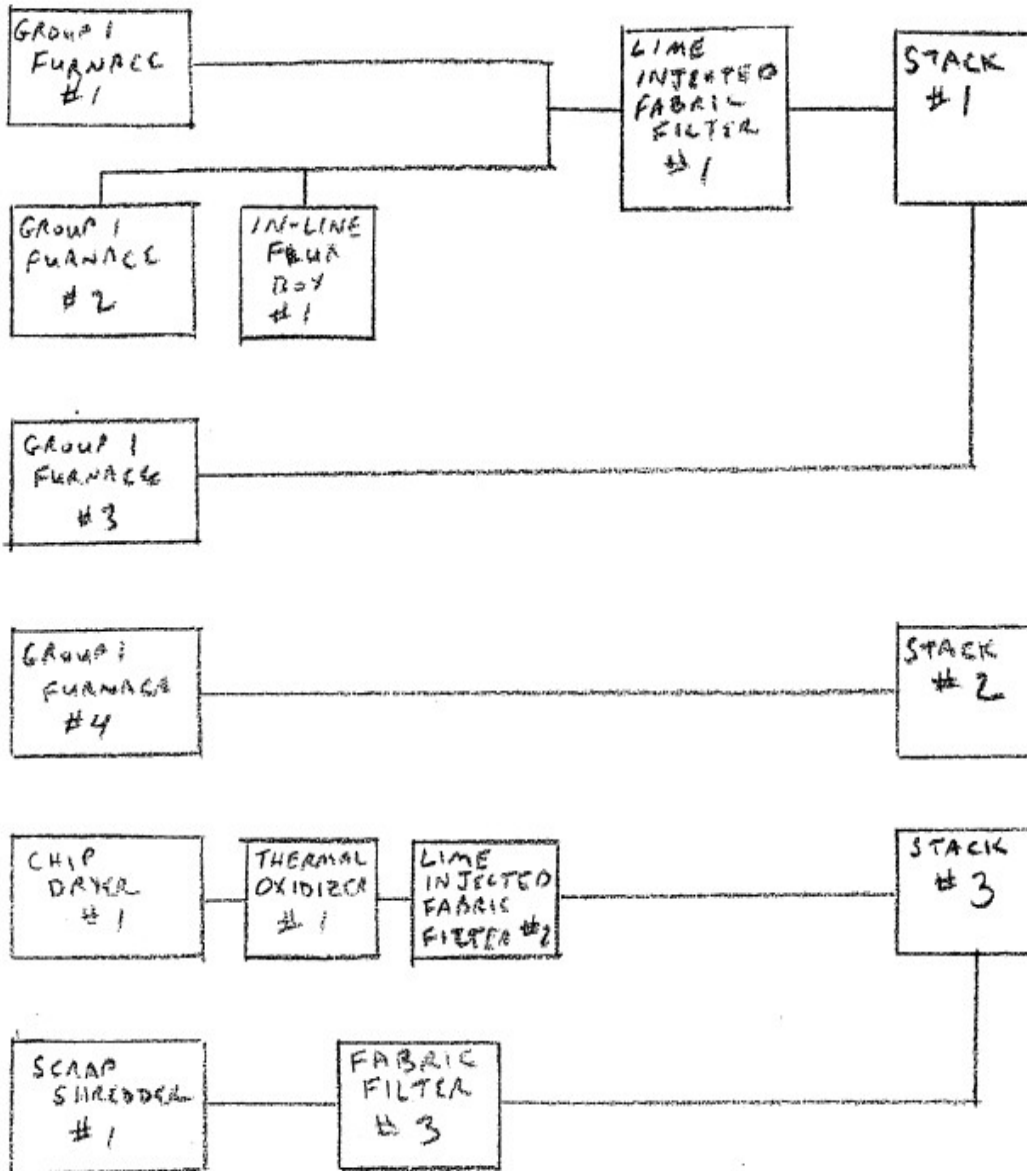 GROUP 1
FURNACE
#1
LIME
INJECTED
FABRIC
FILTER
#1
STACK
#1
GROUP 1
FURNACE
#2
IN-LINE
FLUX
BOX
#1
GROUP 1
FURNACE
#3
GROUP 1
FURNACE
#4
STACK
#2
CHIP
DRYER
#1
THERMAL
OXIDIZER
#1
LIME
INJECTED
FABRIC
FILTER #2
STACK
#3
SCRAP
SHREDDER
#1
FABRIC
FILTER
#3